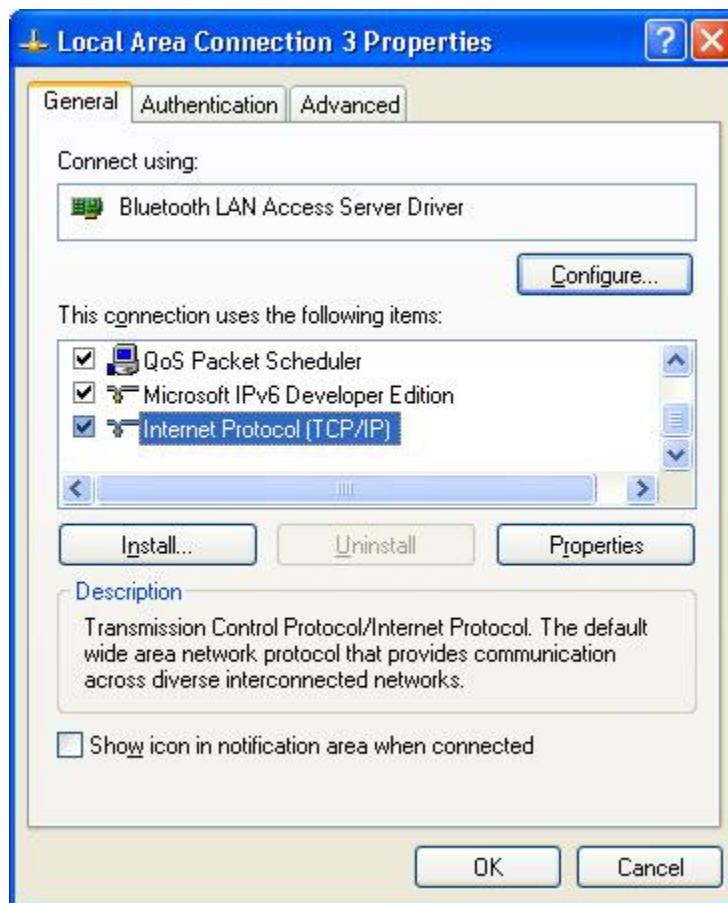 Local Area Connection 3 Properties
General Authentication Advanced
Connect using:
Bluetooth LAN Access Server Driver
Configure...
This connection uses the following items:
QoS Packet Scheduler
Microsoft IPv6 Developer Edition
Internet Protocol (TCP/IP)
Install... Uninstall Properties
Description
Transmission Control Protocol/Internet Protocol. The default
wide area network protocol that provides communication
across diverse interconnected networks.
Show icon in notification area when connected
OK Cancel